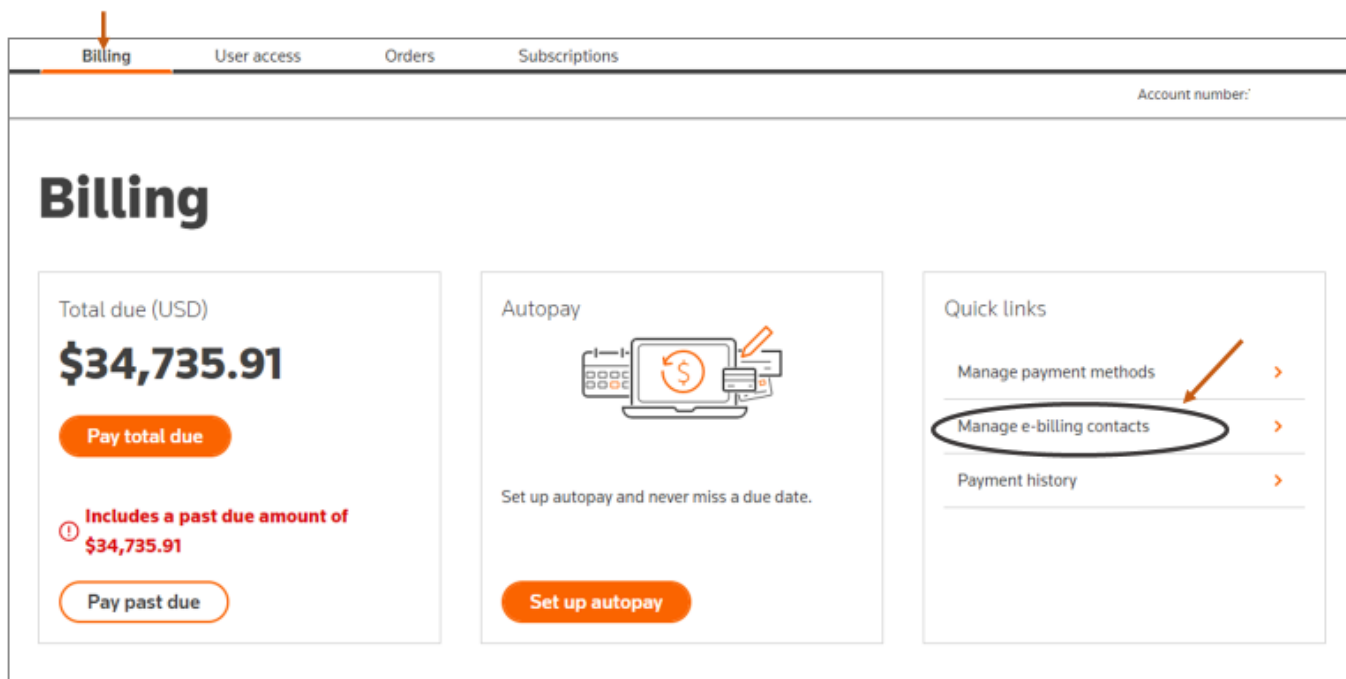 Billing User access Orders Subscriptions
Account number:
Billing
Total due (USD)
$34,735.91
Pay total due
Includes a past due amount of
$34,735.91
Pay past due
Autopay
$
Set up autopay and never miss a due date.
Set up autopay
Quick links
Manage payment methods
Manage e-billing contacts
Payment history